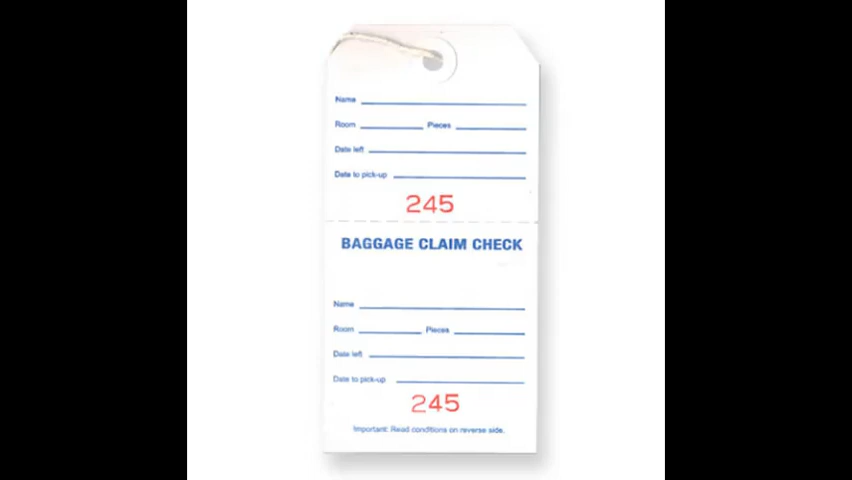 Name
Room Pieces
Date left
Date to pick-up
245
BAGGAGE CLAIM CHECK
Name
Room Pieces
Date left
Date to pick-up
245
Important: Read conditions on reverse side.